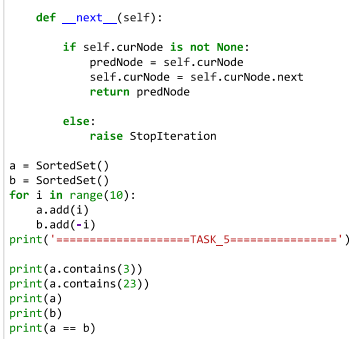 def __next__(self):
if self.curNode is not None:
predNode = self.curNode
self.curNode = self.curNode.next
return predNode
else:
raise StopIteration
a = SortedSet()
b = SortedSet()
for i in range(10):
a.add(i)
b.add(-i)
print('====================TASK_5================')
print(a.contains(3))
print(a.contains(23))
print(a)
print(b)
print(a == b)